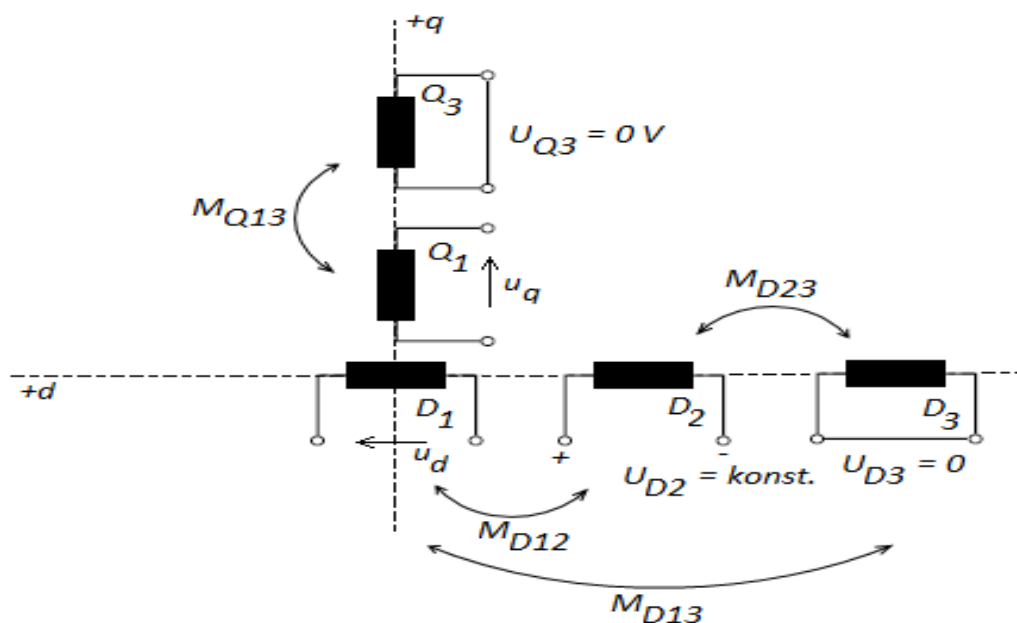 +q
Q3
UQ3 = 0 V
MQ13
Q1
uq
MD23
+d
D1
D2
D3
ud
+
-
UD2 = konst.
UD3 = 0
MD12
MD13